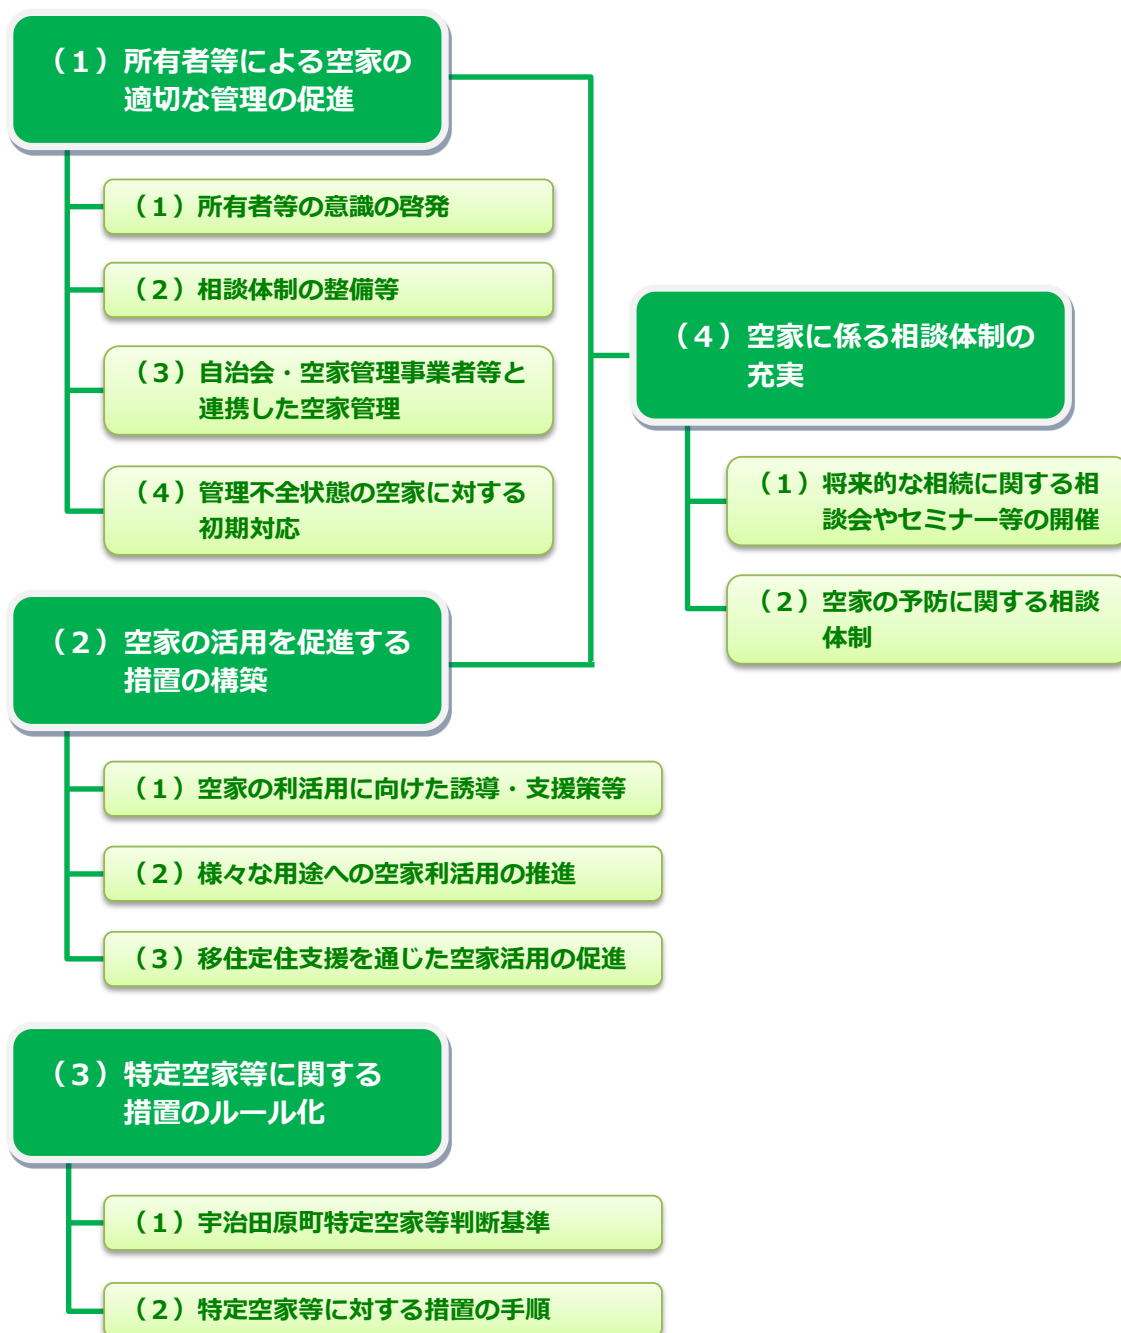 （１）所有者等による空家の
適切な管理の促進
（１）所有者等の意識の啓発
（２）相談体制の整備等
（３）自治会・空家管理事業者等と
連携した空家管理
（４）管理不全状態の空家に対する
初期対応
（２）空家の活用を促進する
措置の構築
（１）空家の利活用に向けた誘導・支援策等
（２）様々な用途への空家利活用の推進
（３）移住定住支援を通じた空家活用の促進
（３）特定空家等に関する
措置のルール化
（１）宇治田原町特定空家等判断基準
（２）特定空家等に対する措置の手順
（４）空家に係る相談体制の
充実
（１）将来的な相続に関する相
談会やセミナー等の開催
（２）空家の予防に関する相談
体制